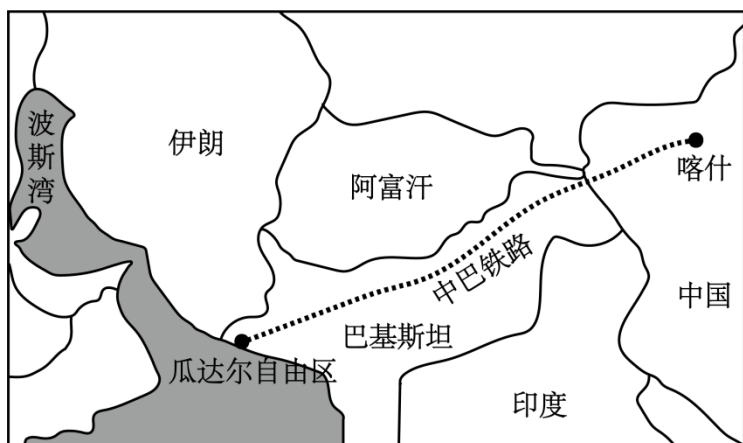 波斯湾
伊朗
阿富汗
喀什
中巴铁路
中国
巴基斯坦
瓜达尔自由区
印度